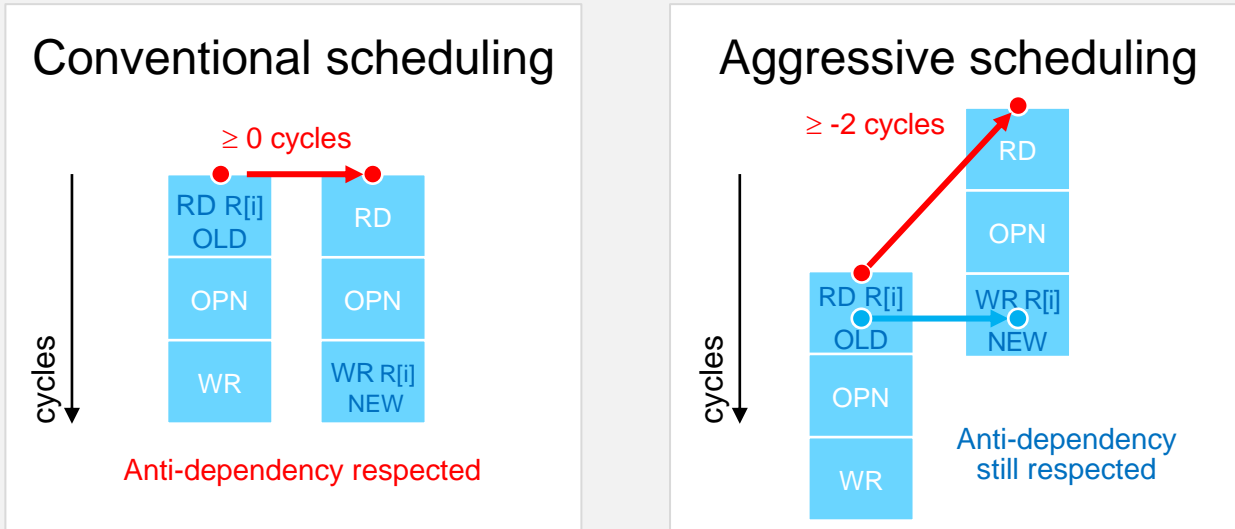 Conventional scheduling
≥ 0 cycles
RD R[i]
OLD
RD
OPN
OPN
WR
WR R[i]
NEW
cycles
Anti-dependency respected
Aggressive scheduling
≥ -2 cycles
RD
OPN
RD R[i]
OLD
WR R[i]
NEW
OPN
WR
cycles
Anti-dependency
still respected